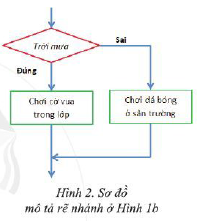 Trời mưa
Sai
Đúng
Chơi cờ vua
trong lớp
Chơi đá bóng
ở sân trường
Hình 2. Sơ đồ
mô tả rẽ nhánh ở Hình 1b